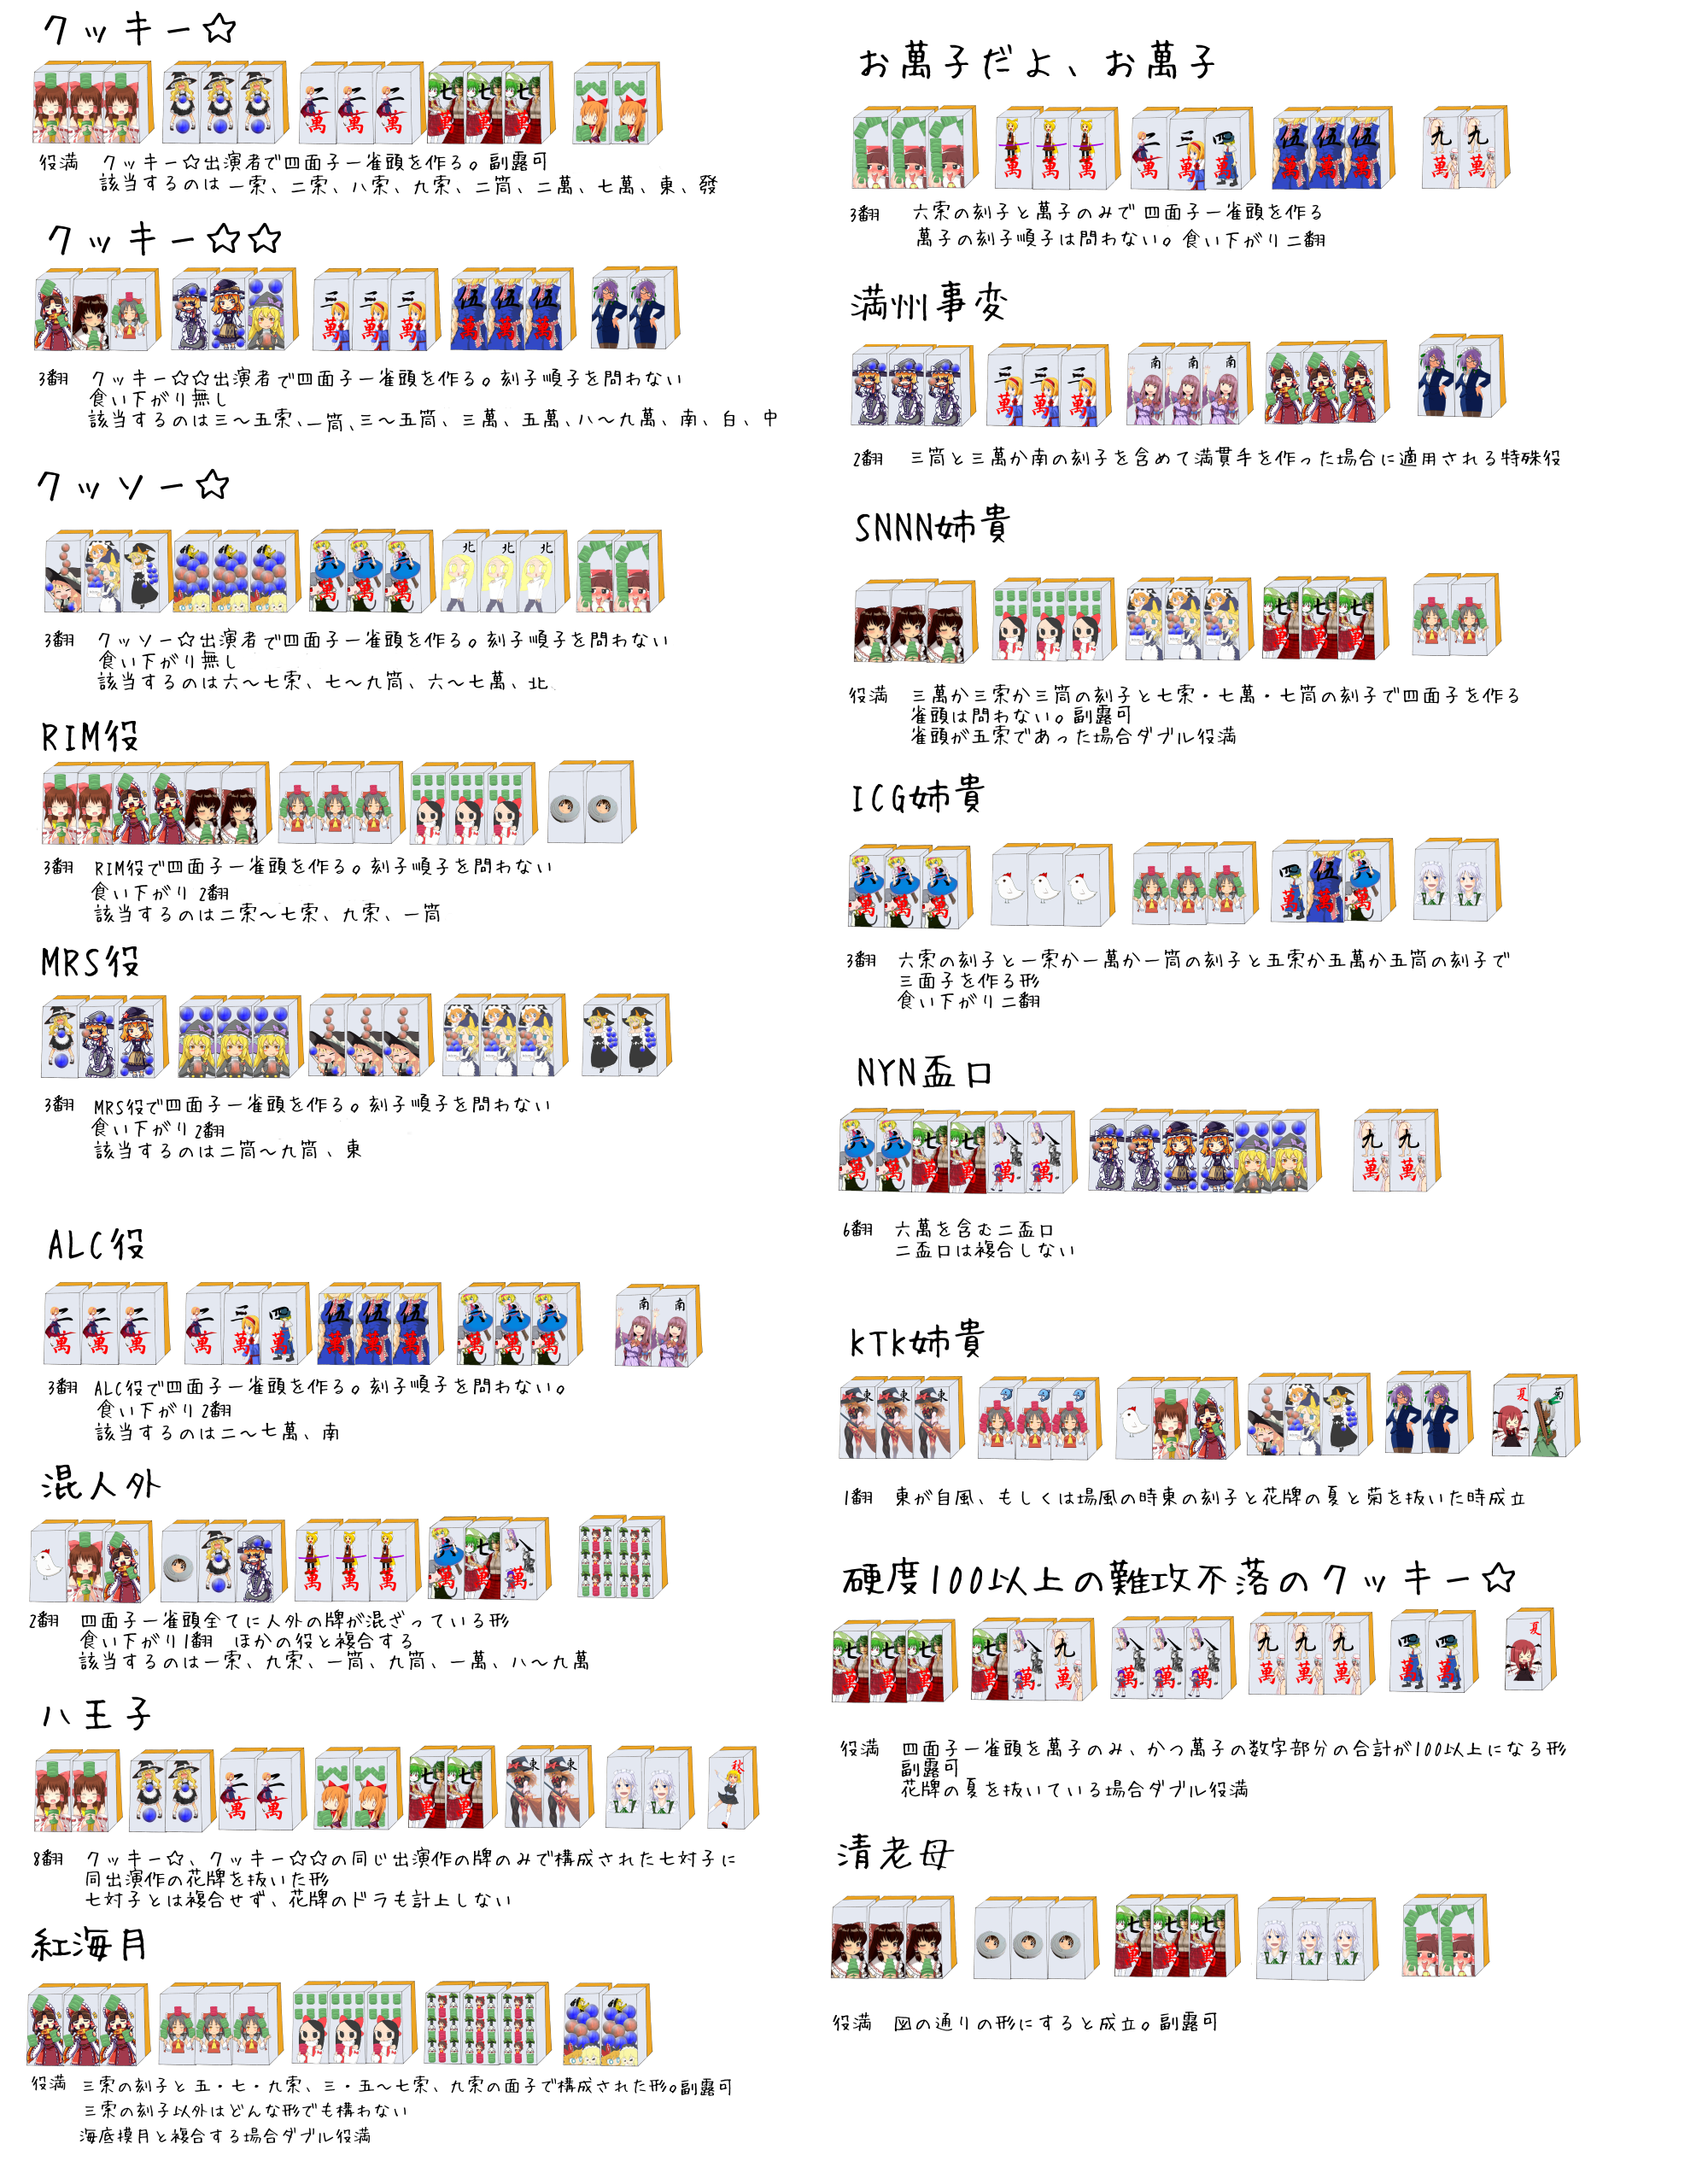 クッキー☆
役満 クッキー☆出演者で四面子一雀頭を作る。副露可
該当するのは一索、二索、八索、九索、二筒、二萬、七萬、東、發
クッキー☆☆
3翻 クッキー☆☆出演者で四面子一雀頭を作る。刻子順子を問わない
食い下がり無し
該当するのは三～五索、一筒、三～五筒、三萬、五萬、八～九萬、南、白、中
クッソー☆
3翻 クッソー☆出演者で四面子一雀頭を作る。刻子順子を問わない
食い下がり無し
該当するのは六～七索、七～九筒、六～七萬、北
RIM役
3翻 RIM役で四面子一雀頭を作る。刻子順子を問わない
食い下がり 2翻
該当するのは二索～七索、九索、一筒
MRS役
3翻 MRS役で四面子一雀頭を作る。刻子順子を問わない
食い下がり2翻
該当するのは二筒～九筒、東
ALC役
3翻 ALC役で四面子一雀頭を作る。刻子順子を問わない。
食い下がり2翻
該当するのは二～七萬、南
混人外
2翻 四面子一雀頭全てに人外の牌が混ざっている形
食い下がり1翻 ほかの役と複合する
該当するのは一索、九索、一筒、九筒、一萬、八～九萬
八王子
8翻 クッキー☆、クッキー☆☆の同じ出演作の牌のみで構成された七対子に
同出演作の花牌を抜いた形
七対子とは複合せず、花牌のドラも計上しない
紅海月
役満 三索の刻子と 五・七・九索、三・五～七索、九索の面子で構成された形。副露可
三索の刻子以外はどんな形でも構わない
海底摸月と複合する場合ダブル役満
お萬子だよ、お萬子
3翻 六索の刻子と萬子のみで 四面子一雀頭を作る
萬子の刻子順子は問わない。食い下がり二翻
満州事変
2翻 三筒と三萬か南の刻子を含めて満貫手を作った場合に適用される特殊役
SNNN姉貴
役満 三萬か三索か三筒の刻子と七索・七萬・七筒の刻子で四面子を作る
雀頭は問わない。副露可
雀頭が五索であった場合ダブル役満
ICG姉貴
3翻 六索の刻子と一索か一萬か一筒の刻子と五索か五萬か五筒の刻子で
三面子を作る形
食い下がり二翻
NYN盃口
6翻 六萬を含む二盃口
二盃口は複合しない
KTK姉貴
1翻 東が自風、もしくは場風の時東の刻子と花牌の夏と菊を抜いた時成立
硬度100以上の難攻不落のクッキー☆
役満 四面子一雀頭を萬子のみ、かつ萬子の数字部分の合計が100以上になる形
副露可
花牌の夏を抜いている場合ダブル役満
清老母
役満 図の通りの形にすると成立。副露可